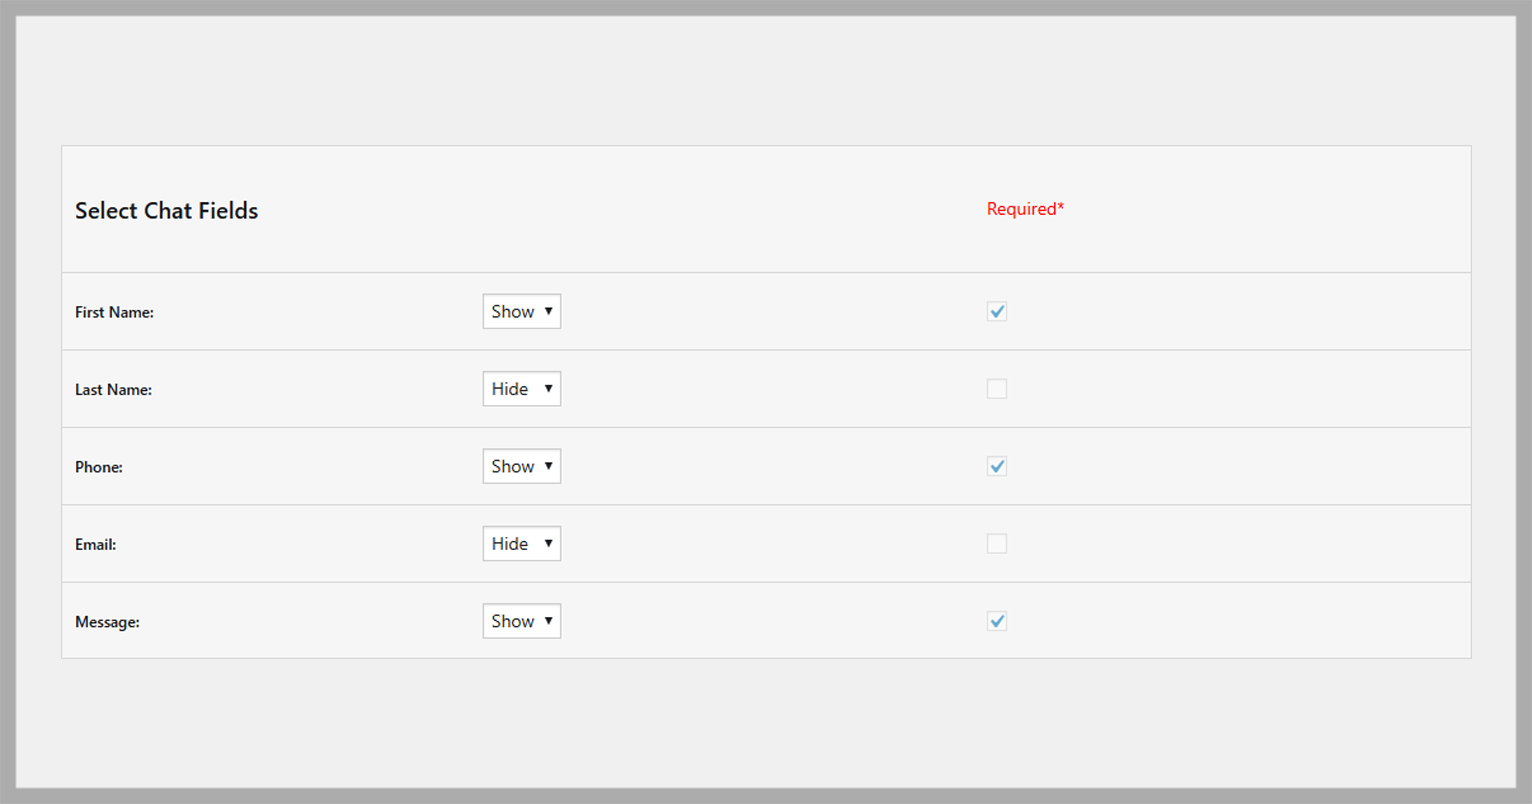 Select Chat Fields Required*
First Name: Show
Last Name: Hide
Phone: Show
Email: Hide
Message: Show